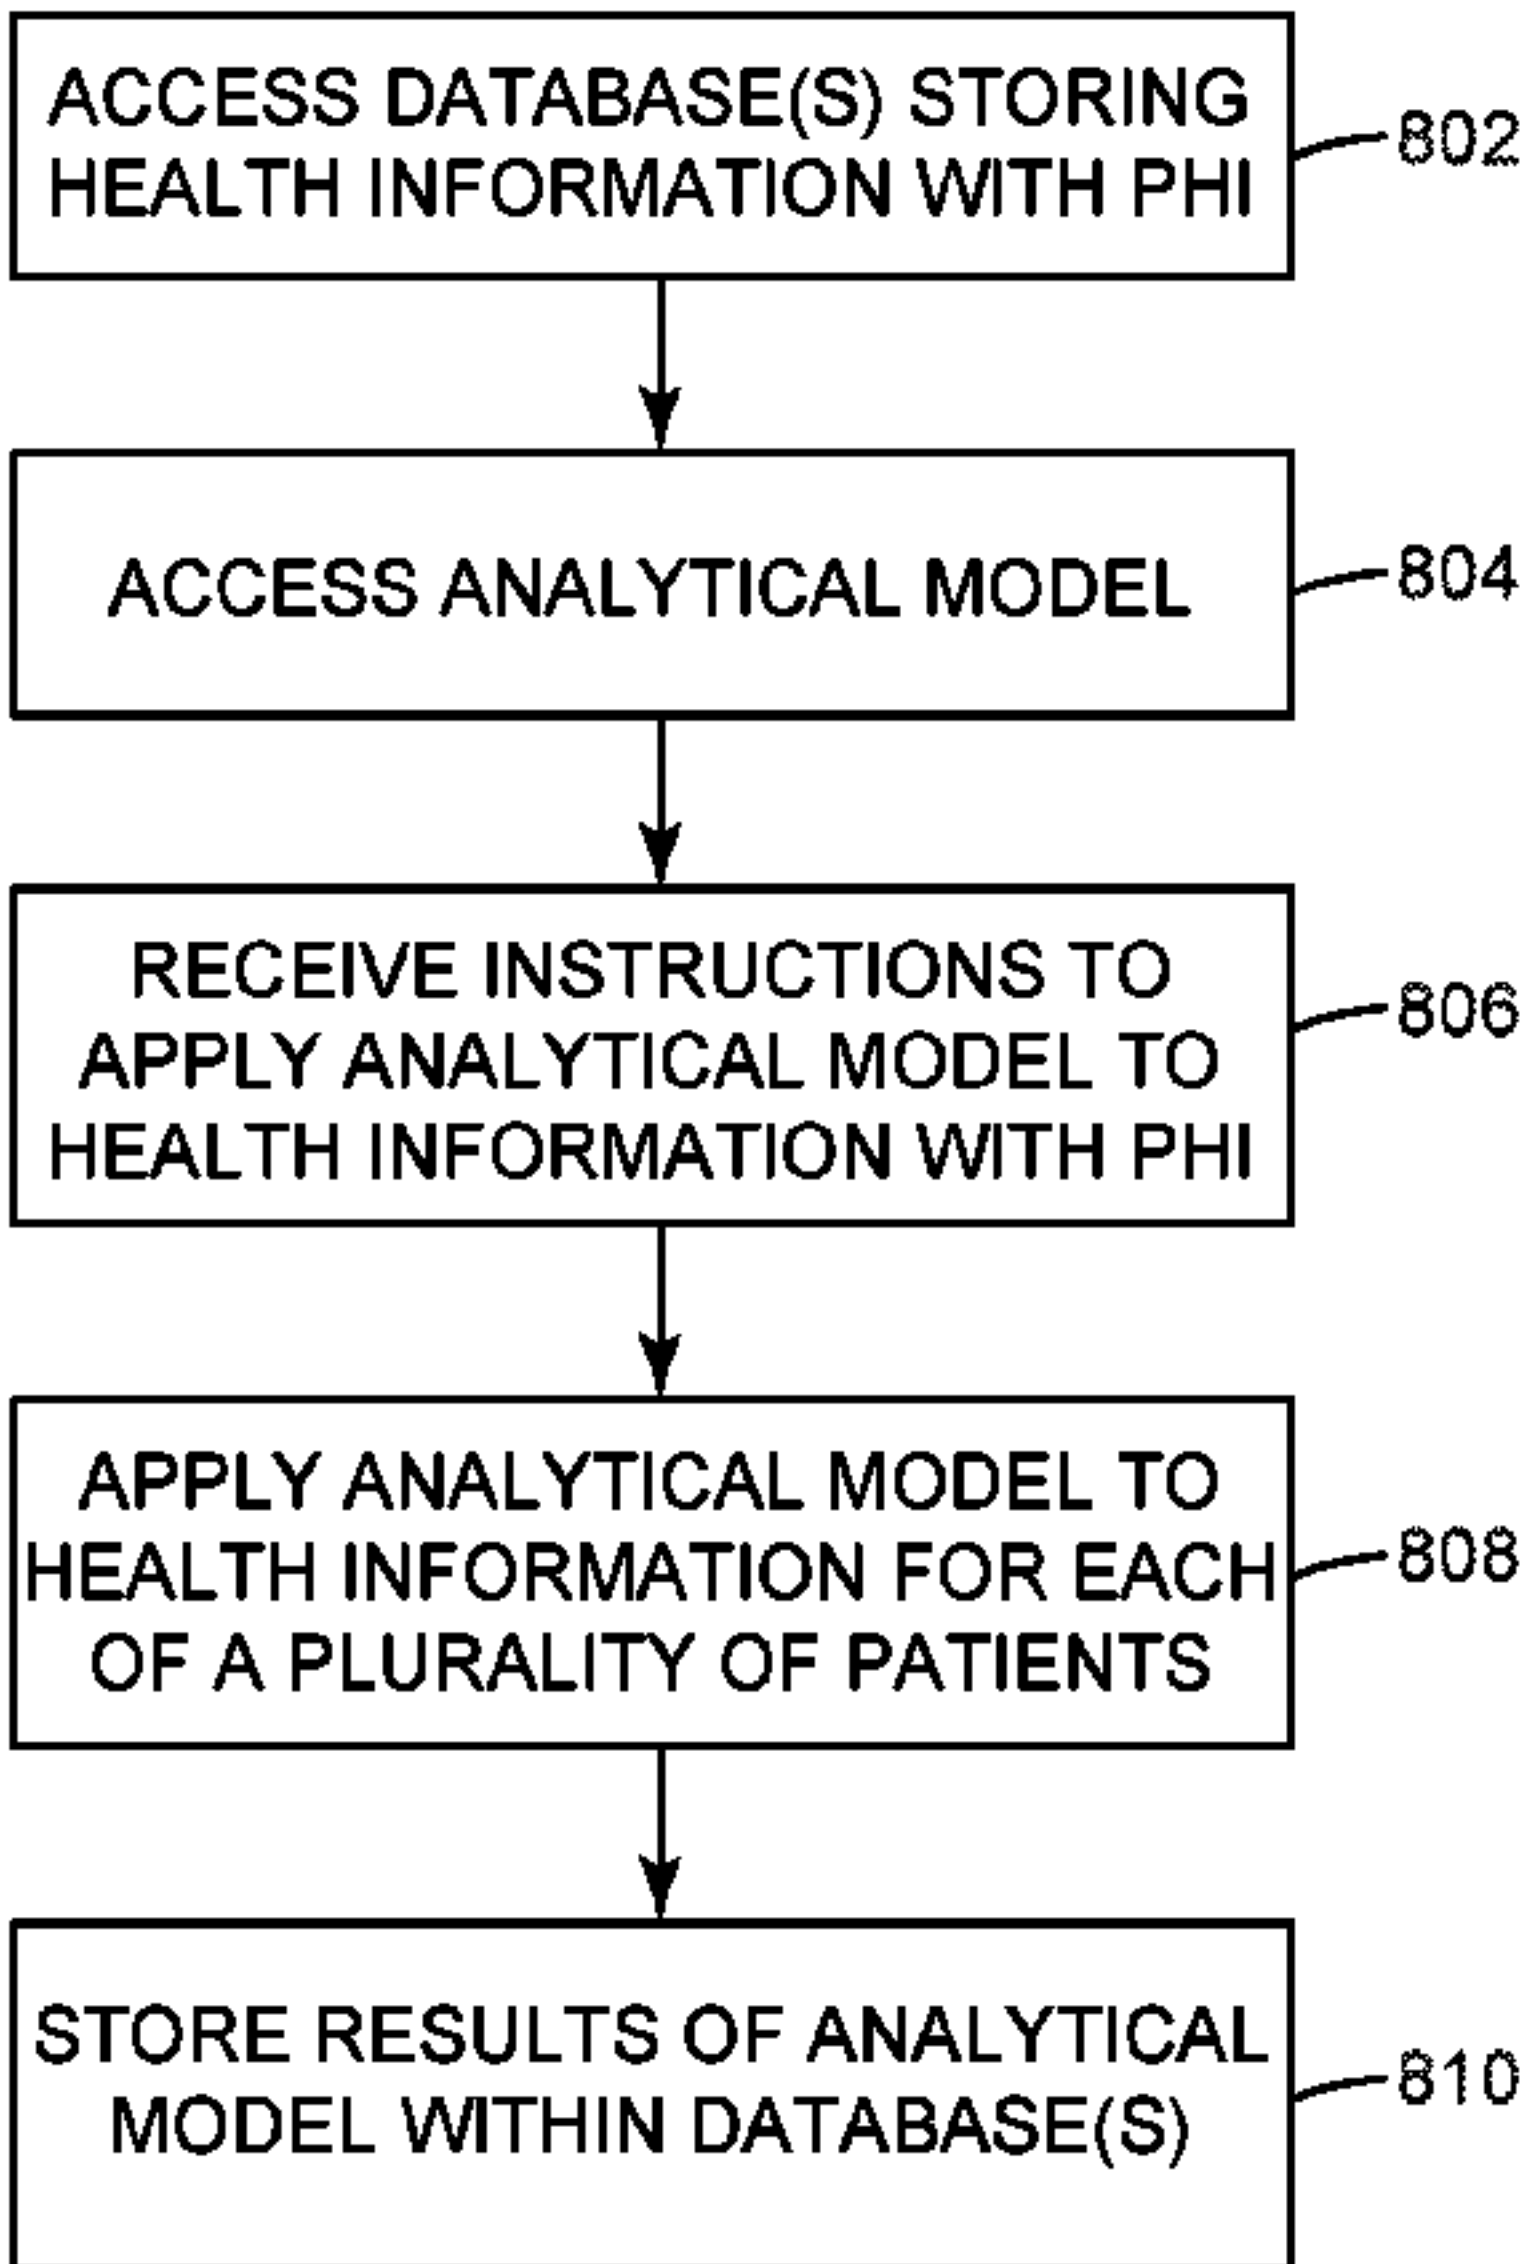 ACCESS DATABASE(S) STORING
HEALTH INFORMATION WITH PHI
802
ACCESS ANALYTICAL MODEL
804
RECEIVE INSTRUCTIONS TO
APPLY ANALYTICAL MODEL TO
HEALTH INFORMATION WITH PHI
806
APPLY ANALYTICAL MODEL TO
HEALTH INFORMATION FOR EACH
OF A PLURALITY OF PATIENTS
808
STORE RESULTS OF ANALYTICAL
MODEL WITHIN DATABASE(S)
810